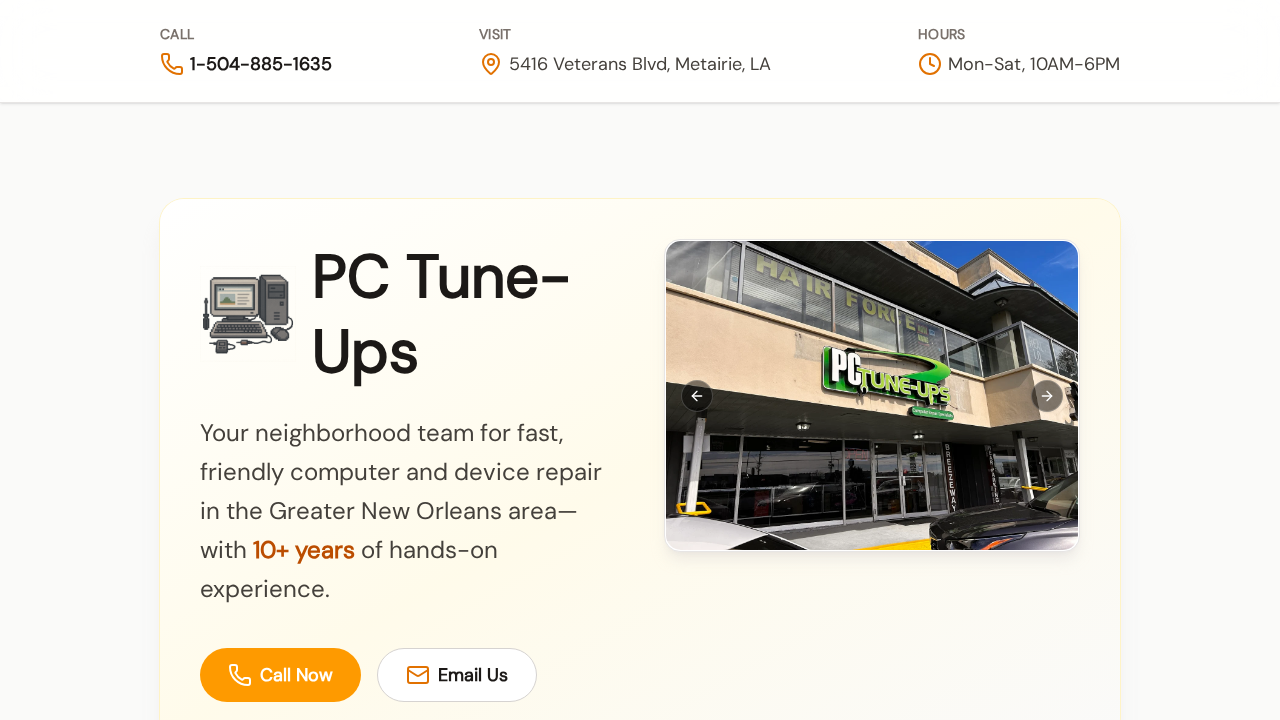 CALL
1-504-885-1635
VISIT
5416 Veterans Blvd, Metairie, LA
HOURS
Mon-Sat, 10AM-6PM
PC Tune-
Ups
Your neighborhood team for fast,
friendly computer and device repair
in the Greater New Orleans area—
with 10+ years of hands-on
experience.
Call Now
Email Us
HAIR FORCE
PC TUNE-UPS
BREEZEWAY